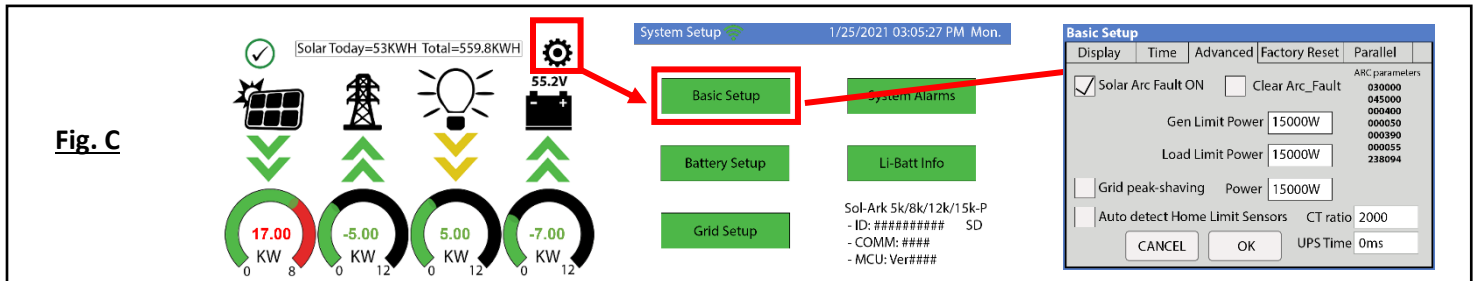 Fig. C
Solar Today=53KWH Total=559.8KWH
55.2V
- +
17.00
KW
0 8
-5.00
KW
0 12
5.00
KW
0 12
-7.00
KW
0 12
System Setup 1/25/2021 03:05:27 PM Mon.
Basic Setup
System Alarms
Battery Setup
Li-Batt Info
Grid Setup
Sol-Ark 5k/8k/12k/15k-P
- ID: ########## SD
- COMM: ####
- MCU: Ver####
Basic Setup
Display Time Advanced Factory Reset Parallel
Solar Arc Fault ON Clear Arc_Fault
ARC parameters
030000
045000
000400
000050
000390
000055
238094
Gen Limit Power 15000W
Load Limit Power 15000W
Grid peak-shaving Power 15000W
Auto detect Home Limit Sensors CT ratio 2000
CANCEL OK UPS Time 0ms